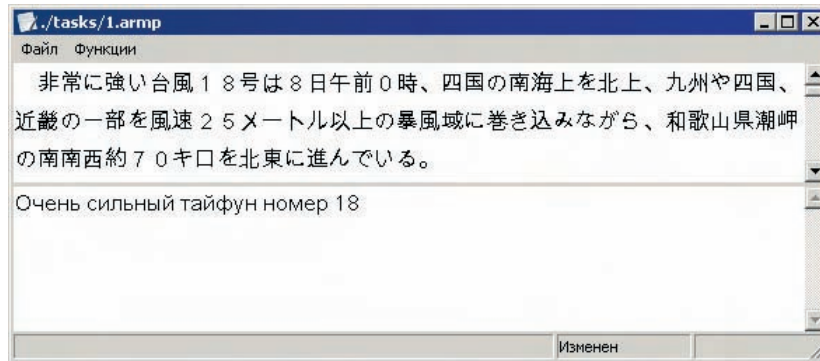 ./tasks/1.armp
Файл Функции
非常に強い台風１８号は８日午前０時、四国の南海上を北上、九州や四国、
近畿の一部を風速２５メートル以上の暴風域に巻き込みながら、和歌山県潮岬
の南南西約７０キロを北東に進んでいる。
Очень сильный тайфун номер 18
Изменен